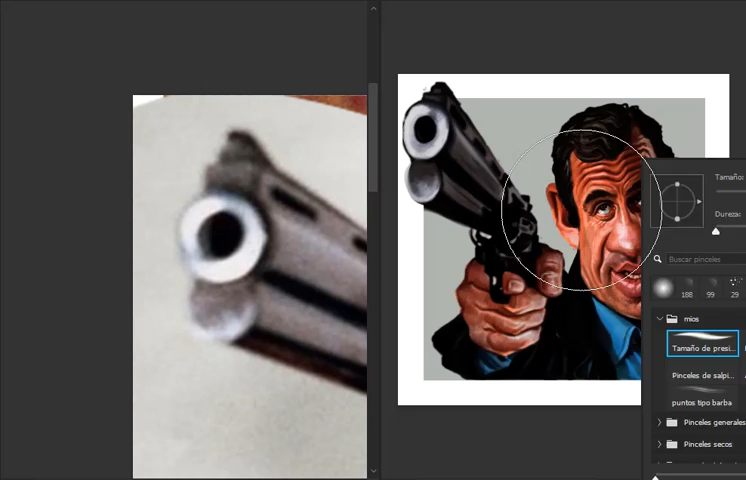 Tamaño:
Dureza:
Buscar pinceles
188
99
29
mios
Tamaño de presi...
Pinceles de salpi...
puntos tipo barba
Pinceles generales
Pinceles secos